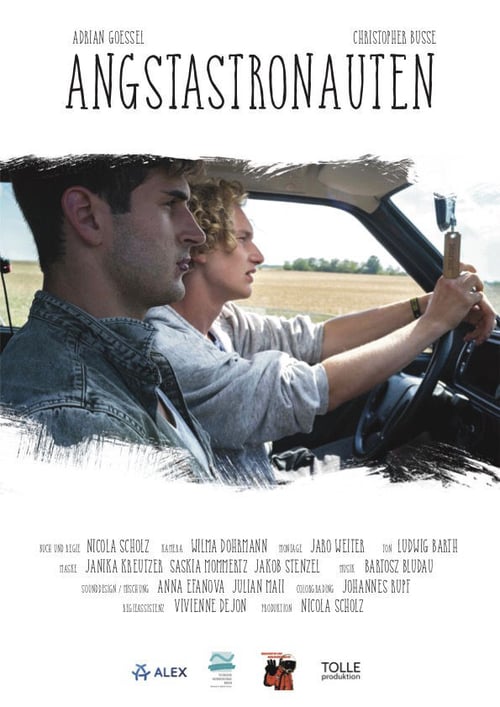 ADRIAN GOESSEL CHRISTOPHER BUSSE
ANGSTASTRONAUTEN
BUCH UND REGIE NICOLA SCHOLZ KAMERA WILMA DOHRMANN MONTAGE JARO WEITER TON LUDWIG BARTH
MASKE JANIKA KREUTZER SASKIA MOMMERTZ JAKOB STENZEL MUSIK BARTOSZ BLUDAU
SOUNDDESIGN / MISCHUNG ANNA EFANOVA JULIAN MAII COLORGRADING JOHANNES RUPF
REGIEASSISTENZ VIVIENNE DEJON PRODUKTION NICOLA SCHOLZ
ALEX
TOLLE
produktion